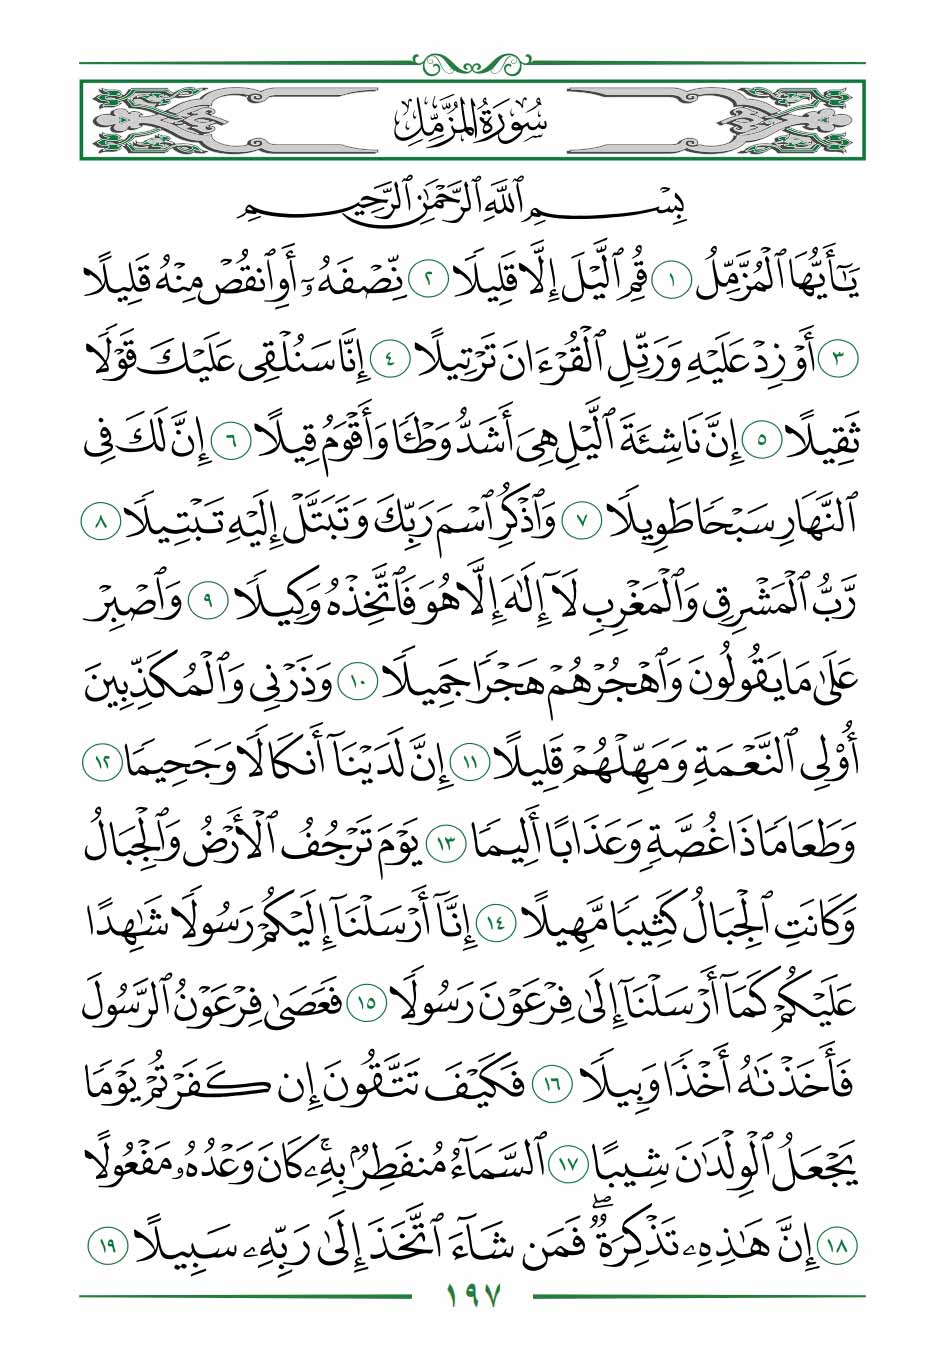 سُورَةُ المُزَّمِّلِ
بِسْمِ ٱللَّهِ ٱلرَّحْمَٰنِ ٱلرَّحِيمِ
يَٰٓأَيُّهَا ٱلْمُزَّمِّلُ ١ قُمِ ٱلَّيْلَ إِلَّا قَلِيلًا ٢ نِّصْفَهُۥٓ أَوِ ٱنقُصْ مِنْهُ قَلِيلًا
٣ أَوْ زِدْ عَلَيْهِ وَرَتِّلِ ٱلْقُرْءَانَ تَرْتِيلًا ٤ إِنَّا سَنُلْقِى عَلَيْكَ قَوْلًا
ثَقِيلًا ٥ إِنَّ نَاشِئَةَ ٱلَّيْلِ هِىَ أَشَدُّ وَطْـًٔا وَأَقْوَمُ قِيلًا ٦ إِنَّ لَكَ فِى
ٱلنَّهَارِ سَبْحًا طَوِيلًا ٧ وَٱذْكُرِ ٱسْمَ رَبِّكَ وَتَبَتَّلْ إِلَيْهِ تَبْتِيلًا ٨
رَّبُّ ٱلْمَشْرِقِ وَٱلْمَغْرِبِ لَآ إِلَٰهَ إِلَّا هُوَ فَٱتَّخِذْهُ وَكِيلًا ٩ وَٱصْبِرْ
عَلَىٰ مَا يَقُولُونَ وَٱهْجُرْهُمْ هَجْرًا جَمِيلًا ١٠ وَذَرْنِى وَٱلْمُكَذِّبِينَ
أُو۟لِى ٱلنَّعْمَةِ وَمَهِّلْهُمْ قَلِيلًا ١١ إِنَّ لَدَيْنَآ أَنكَالًا وَجَحِيمًا ١٢
وَطَعَامًا ذَا غُصَّةٍ وَعَذَابًا أَلِيمًا ١٣ يَوْمَ تَرْجُفُ ٱلْأَرْضُ وَٱلْجِبَالُ
وَكَانَتِ ٱلْجِبَالُ كَثِيبًا مَّهِيلًا ١٤ إِنَّآ أَرْسَلْنَآ إِلَيْكُمْ رَسُولًا شَٰهِدًا
عَلَيْكُمْ كَمَآ أَرْسَلْنَآ إِلَىٰ فِرْعَوْنَ رَسُولًا ١٥ فَعَصَىٰ فِرْعَوْنُ ٱلرَّسُولَ
فَأَخَذْنَٰهُ أَخْذًا وَبِيلًا ١٦ فَكَيْفَ تَتَّقُونَ إِن كَفَرْتُمْ يَوْمًا
يَجْعَلُ ٱلْوِلْدَٰنَ شِيبًا ١٧ ٱلسَّمَآءُ مُنفَطِرٌۢ بِهِۦ ۚ كَانَ وَعْدُهُۥ مَفْعُولًا
١٨ إِنَّ هَٰذِهِۦ تَذْكِرَةٌ ۖ فَمَن شَآءَ ٱتَّخَذَ إِلَىٰ رَبِّهِۦ سَبِيلًا ١٩
١٩٧